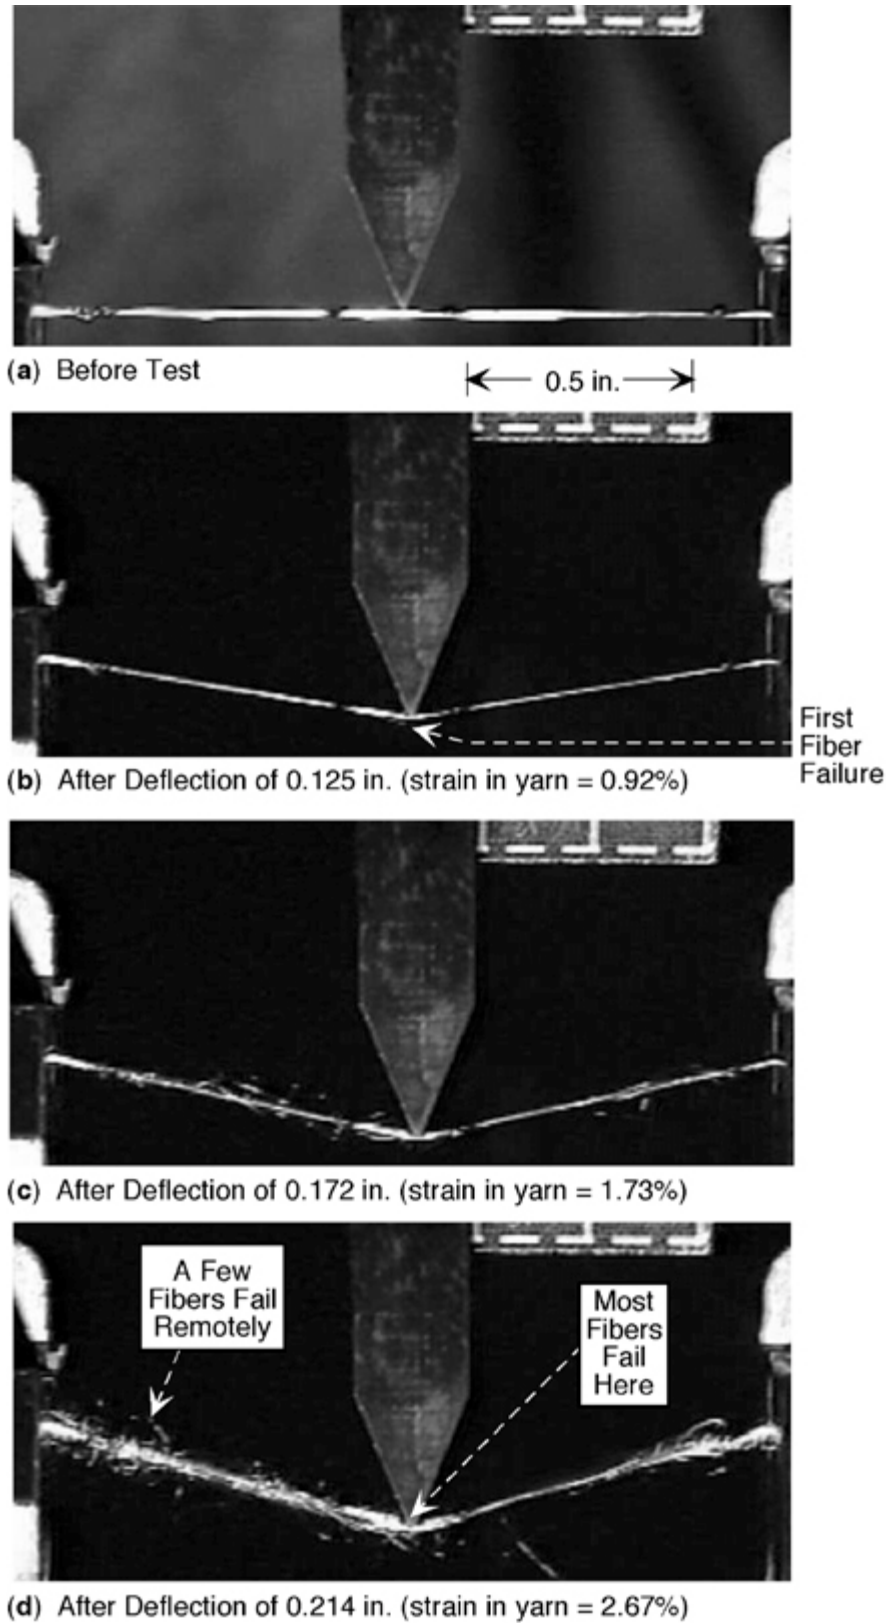 (a) Before Test
0.5 in.
First
Fiber
Failure
(b) After Deflection of 0.125 in. (strain in yarn = 0.92%)
(c) After Deflection of 0.172 in. (strain in yarn = 1.73%)
A Few
Fibers Fail
Remotely
Most
Fibers
Fail
Here
(d) After Deflection of 0.214 in. (strain in yarn = 2.67%)